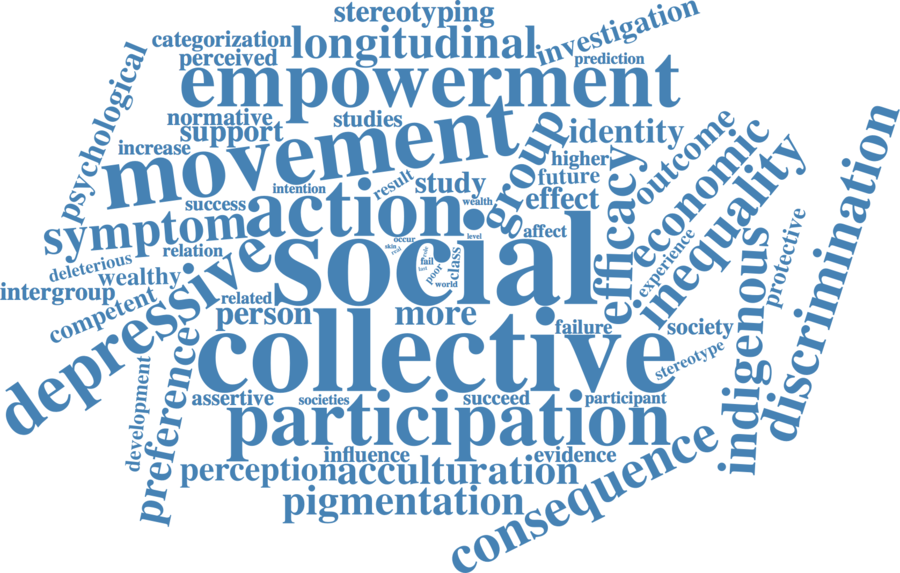 stereotyping
categorization
longitudinal
investigation
perceived
prediction
empowerment
psychological
normative
support
studies
movement
group
identity
outcome
economic
discrimination
increase
intention
result
study
higher
future
effect
efficacy
inequality
success
action
wealth
symptom
social
occur
level
affect
skin
relation
deleterious
wealthy
fail
poor
class
world
experience
protective
indigenous
intergroup
competent
depressive
related
person
more
failure
society
stereotype
collective
development
preference
assertive
societies
succeed
participant
participation
influence
evidence
perception
acculturation
consequence
pigmentation